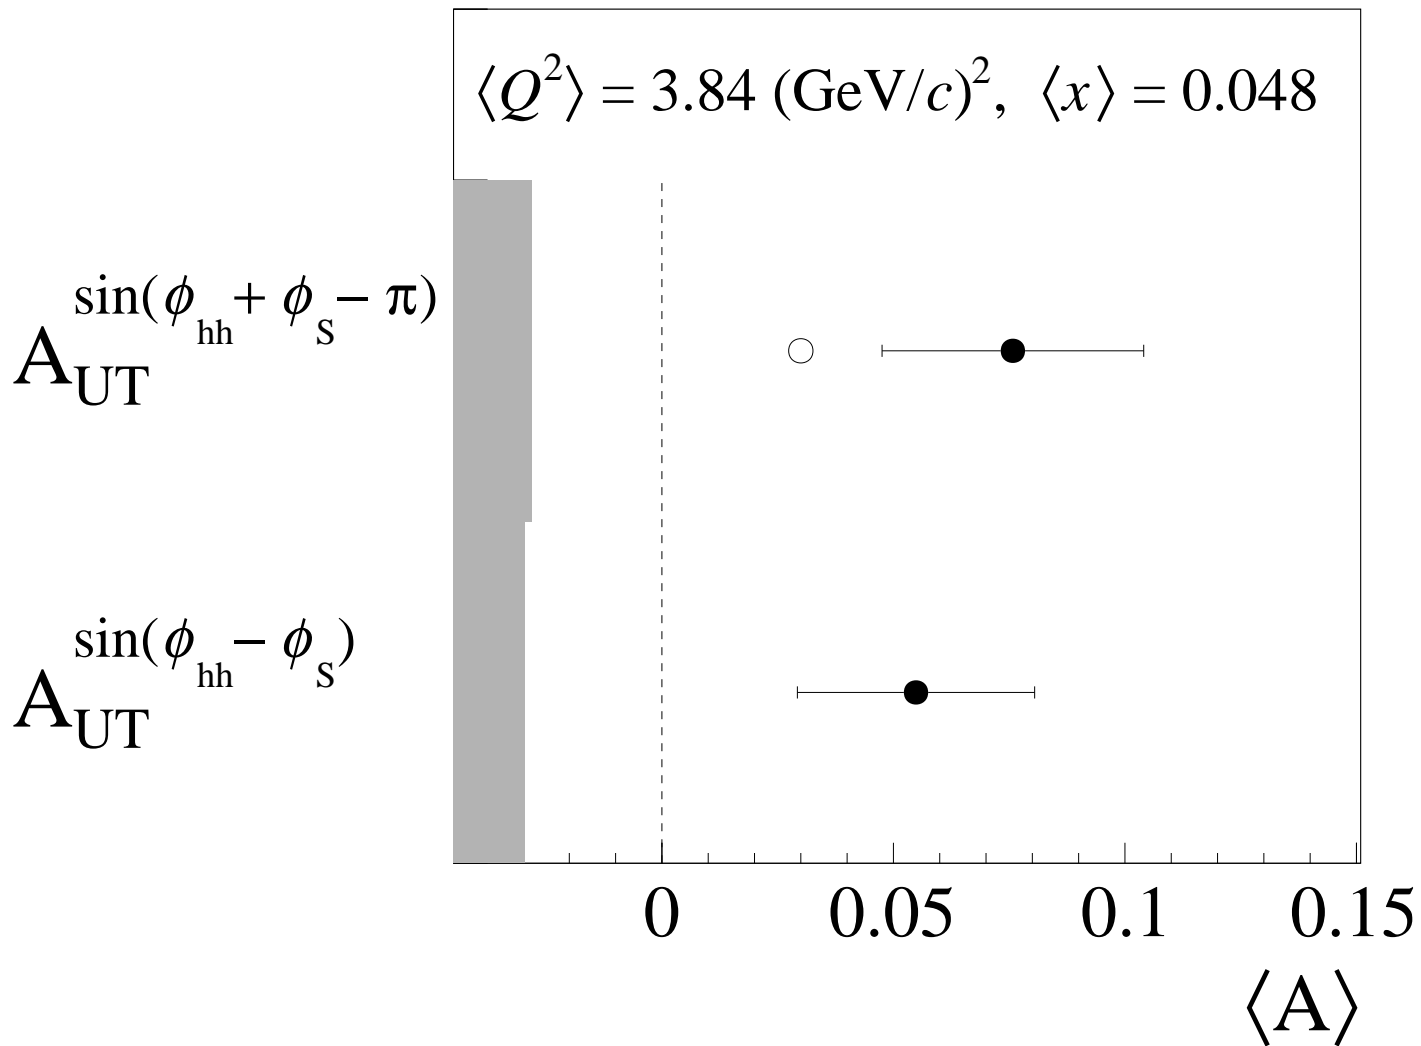 ⟨Q²⟩ = 3.84 (GeV/c)², ⟨x⟩ = 0.048
A_UT^sin(ϕ_hh + ϕ_S − π)
A_UT^sin(ϕ_hh − ϕ_S)
0 0.05 0.1 0.15
⟨A⟩